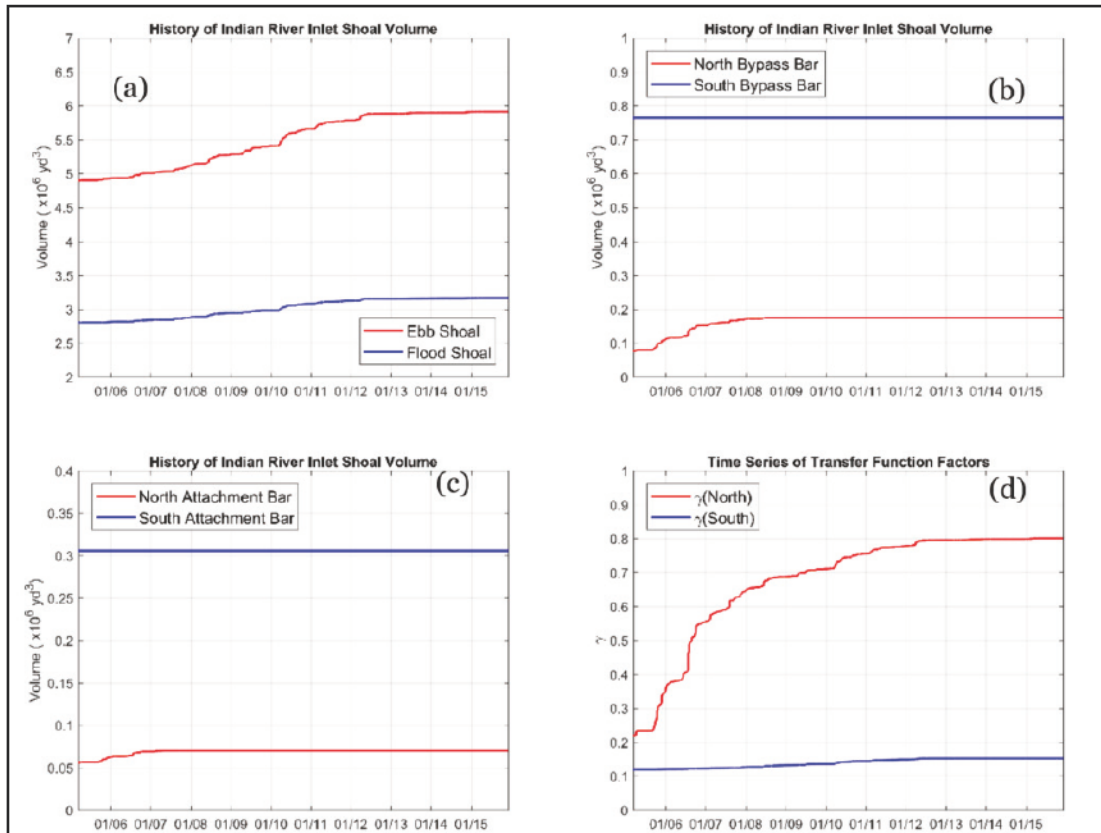 History of Indian River Inlet Shoal Volume
(a)
Volume ( x10⁶ yd³)
7
6.5
6
5.5
5
4.5
4
3.5
3
2.5
2
Ebb Shoal
Flood Shoal
01/06 01/07 01/08 01/09 01/10 01/11 01/12 01/13 01/14 01/15
History of Indian River Inlet Shoal Volume
North Bypass Bar
South Bypass Bar
(b)
Volume ( x10⁶ yd³)
1
0.9
0.8
0.7
0.6
0.5
0.4
0.3
0.2
0.1
0
01/06 01/07 01/08 01/09 01/10 01/11 01/12 01/13 01/14 01/15
History of Indian River Inlet Shoal Volume
North Attachment Bar
South Attachment Bar
(c)
Volume ( x10⁶ yd³)
0.4
0.35
0.3
0.25
0.2
0.15
0.1
0.05
0
01/06 01/07 01/08 01/09 01/10 01/11 01/12 01/13 01/14 01/15
Time Series of Transfer Function Factors
γ(North)
γ(South)
(d)
γ
1
0.9
0.8
0.7
0.6
0.5
0.4
0.3
0.2
0.1
0
01/06 01/07 01/08 01/09 01/10 01/11 01/12 01/13 01/14 01/15